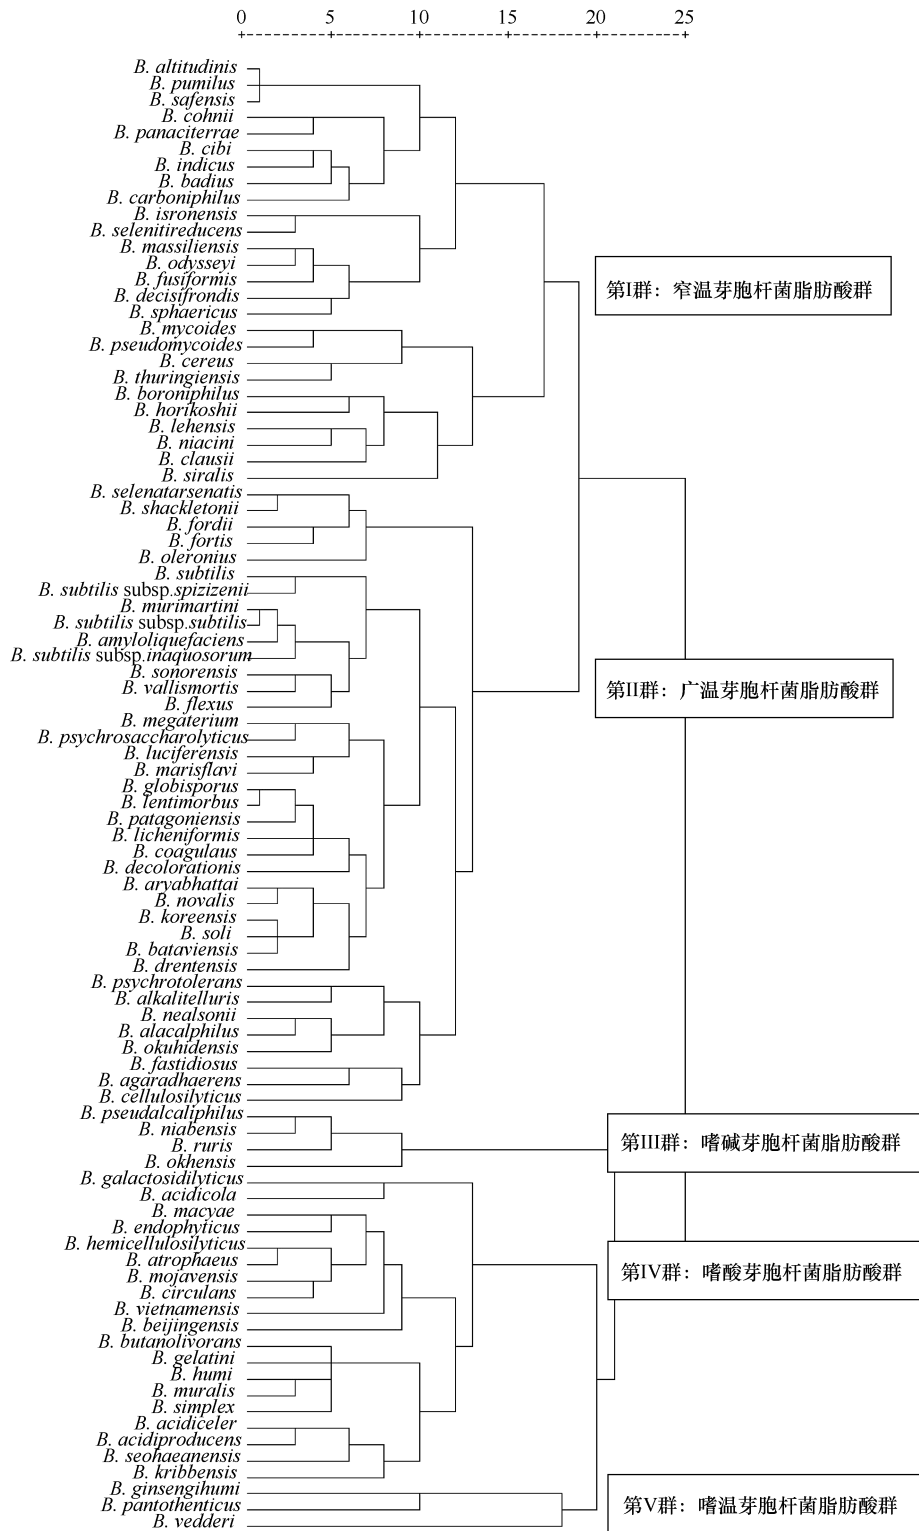 0 5 10 15 20 25
B. altitudinis
B. pumilus
B. safensis
B. cohnii
B. panaciterrae
B. cibi
B. indicus
B. badius
B. carboniphilus
B. isronensis
B. selenitireducens
B. massiliensis
B. odysseyi
第I群：窄温芽胞杆菌脂肪酸群
B. fusiformis
B. decisifrondis
B. sphaericus
B. mycoides
B. pseudomycoides
B. cereus
B. thuringiensis
B. boroniphilus
B. horikoshii
B. lehensis
B. niacini
B. clausii
B. siralis
B. selenatarsenatis
B. shackletonii
B. fordii
B. fortis
B. oleronius
B. subtilis
B. subtilis subsp.spizizenii
B. murimartini
B. subtilis subsp.subtilis
B. amyloliquefaciens
B. subtilis subsp.inaquosorum
B. sonorensis
B. vallismortis
第II群：广温芽胞杆菌脂肪酸群
B. flexus
B. megaterium
B. psychrosaccharolyticus
B. luciferensis
B. marisflavi
B. globisporus
B. lentimorbus
B. patagoniensis
B. licheniformis
B. coagulaus
B. decolorationis
B. aryabhattai
B. novalis
B. koreensis
B. soli
B. bataviensis
B. drentensis
B. psychrotolerans
B. alkalitelluris
B. nealsonii
B. alacalphilus
B. okuhidensis
B. fastidiosus
B. agaradhaerens
B. cellulosilyticus
B. pseudalcaliphilus
B. niabensis
第III群：嗜碱芽胞杆菌脂肪酸群
B. ruris
B. okhensis
B. galactosidilyticus
B. acidicola
B. macyae
B. endophyticus
B. hemicellulosilyticus
B. atrophaeus
第IV群：嗜酸芽胞杆菌脂肪酸群
B. mojavensis
B. circulans
B. vietnamensis
B. beijingensis
B. butanolivorans
B. gelatini
B. humi
B. muralis
B. simplex
B. acidiceler
B. acidiproducens
B. seohaeanensis
B. kribbensis
B. ginsengihumi
B. pantothenticus
第V群：嗜温芽胞杆菌脂肪酸群
B. vedderi